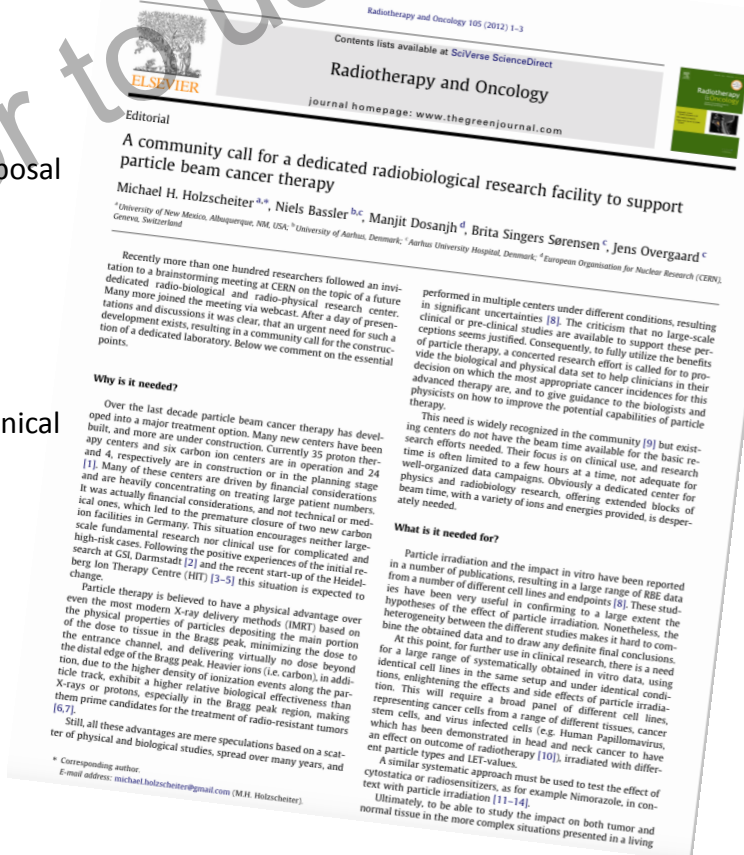 r to u
posal
nical
Radiotherapy and Oncology 105 (2012) 1–3
Contents lists available at SciVerse ScienceDirect
Radiotherapy and Oncology
journal homepage: www.thegreenjournal.com
ELSEVIER
Radiotherapy
&Oncology
Editorial
A community call for a dedicated radiobiological research facility to support
particle beam cancer therapy
Michael H. Holzscheiter a,*, Niels Bassler b,c, Manjit Dosanjh d, Brita Singers Sørensen c, Jens Overgaard c
a University of New Mexico, Albuquerque, NM, USA; b University of Aarhus, Denmark; c Aarhus University Hospital, Denmark; d European Organisation for Nuclear Research (CERN),
Geneva, Switzerland
Recently more than one hundred researchers followed an invi-
tation to a brainstorming meeting at CERN on the topic of a future
dedicated radio-biological and radio-physical research center.
Many more joined the meeting via webcast. After a day of presen-
tations and discussions it was clear, that an urgent need for such a
development exists, resulting in a community call for the construc-
tion of a dedicated laboratory. Below we comment on the essential
points.
Why is it needed?
Over the last decade particle beam cancer therapy has devel-
oped into a major treatment option. Many new centers have been
built, and more are under construction. Currently 35 proton ther-
apy centers and six carbon ion centers are in operation and 24
and 4, respectively are in construction or in the planning stage
[1]. Many of these centers are driven by financial considerations
and are heavily concentrating on treating large patient numbers.
It was actually financial considerations, and not technical or med-
ical ones, which led to the premature closure of two new carbon
ion facilities in Germany. This situation encourages neither large-
scale fundamental research nor clinical use for complicated and
high-risk cases. Following the positive experiences of the initial re-
search at GSI, Darmstadt [2] and the recent start-up of the Heidel-
berg Ion Therapy Centre (HIT) [3–5] this situation is expected to
change.
Particle therapy is believed to have a physical advantage over
even the most modern X-ray delivery methods (IMRT) based on
the physical properties of particles depositing the main portion
of the dose to tissue in the Bragg peak, minimizing the dose to
the entrance channel, and delivering virtually no dose beyond
the distal edge of the Bragg peak. Heavier ions (i.e. carbon), in addi-
tion, due to the higher density of ionization events along the par-
ticle track, exhibit a higher relative biological effectiveness than
X-rays or protons, especially in the Bragg peak region, making
them prime candidates for the treatment of radio-resistant tumors
[6,7].
Still, all these advantages are mere speculations based on a scat-
ter of physical and biological studies, spread over many years, and
* Corresponding author.
E-mail address: michael.holzscheiter@gmail.com (M.H. Holzscheiter).
performed in multiple centers under different conditions, resulting
in significant uncertainties [8]. The criticism that no large-scale
clinical or pre-clinical studies are available to support these per-
ceptions seems justified. Consequently, to fully utilize the benefits
of particle therapy, a concerted research effort is called for to pro-
vide the biological and physical data set to help clinicians in their
decision on which the most appropriate cancer incidences for this
advanced therapy are, and to give guidance to the biologists and
physicists on how to improve the potential capabilities of particle
therapy.
This need is widely recognized in the community [9] but exist-
ing centers do not have the beam time available for the basic re-
search efforts needed. Their focus is on clinical use, and research
time is often limited to a few hours at a time, not adequate for
well-organized data campaigns. Obviously a dedicated center for
physics and radiobiology research, offering extended blocks of
beam time, with a variety of ions and energies provided, is desper-
ately needed.
What is it needed for?
Particle irradiation and the impact in vitro have been reported
in a number of publications, resulting in a large range of RBE data
from a number of different cell lines and endpoints [8]. These stud-
ies have been very useful in confirming to a large extent the
hypotheses of the effect of particle irradiation. Nonetheless, the
heterogeneity between the different studies makes it hard to com-
bine the obtained data and to draw any definite final conclusions.
At this point, for further use in clinical research, there is a need
for a large range of systematically obtained in vitro data, using
identical cell lines in the same setup and under identical condi-
tions, enlightening the effects and side effects of particle irradia-
tion. This will require a broad panel of different cell lines,
representing cancer cells from a range of different tissues, cancer
stem cells, and virus infected cells (e.g. Human Papillomavirus,
which has been demonstrated in head and neck cancer to have
an effect on outcome of radiotherapy [10]), irradiated with differ-
ent particle types and LET-values.
A similar systematic approach must be used to test the effect of
cytostatica or radiosensitizers, as for example Nimorazole, in con-
text with particle irradiation [11–14].
Ultimately, to be able to study the impact on both tumor and
normal tissue in the more complex situations presented in a living